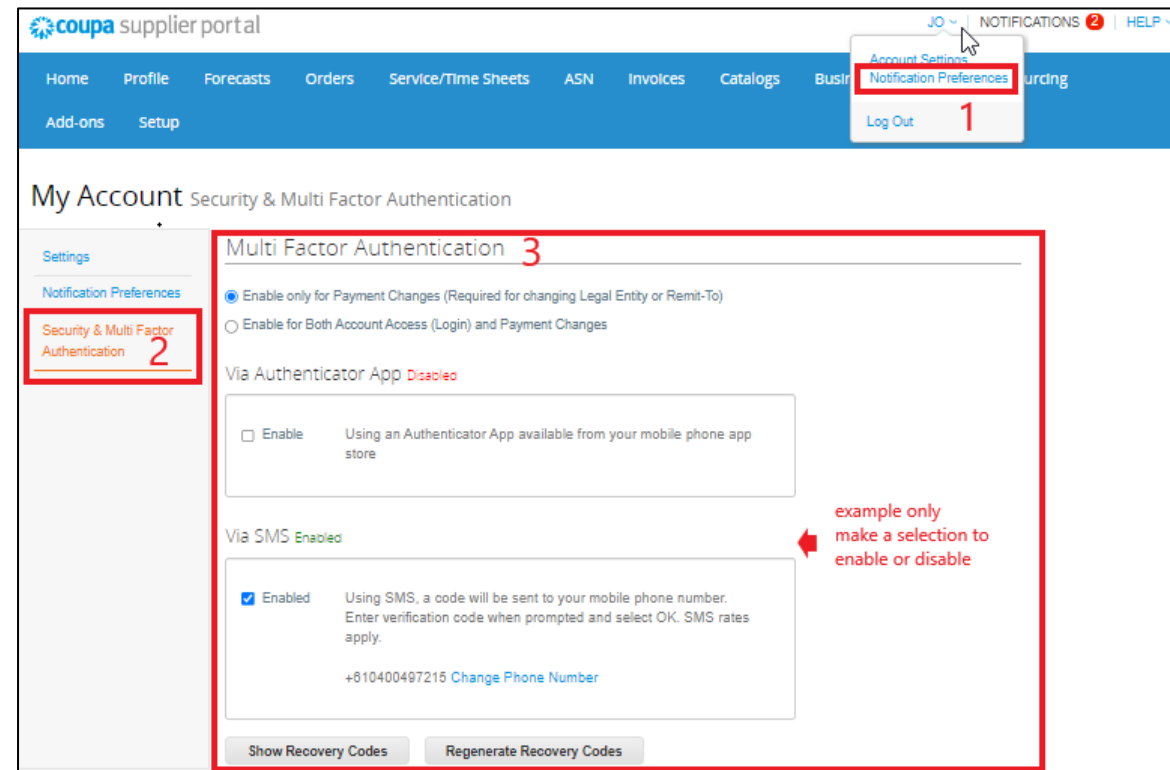 coupa supplier portal
JO NOTIFICATIONS 2 HELP
Account Settings
Notification Preferences
Log Out 1
Home Profile Forecasts Orders Service/Time Sheets ASN Invoices Catalogs
Add-ons Setup
My Account Security & Multi Factor Authentication
Settings
Notification Preferences
Security & Multi Factor
Authentication 2
Multi Factor Authentication 3
Enable only for Payment Changes (Required for changing Legal Entity or Remit-To)
Enable for Both Account Access (Login) and Payment Changes
Via Authenticator App Disabled
Enable Using an Authenticator App available from your mobile phone app
store
example only
make a selection to
enable or disable
Via SMS Enabled
Enabled Using SMS, a code will be sent to your mobile phone number.
Enter verification code when prompted and select OK. SMS rates
apply.
+610400497215 Change Phone Number
Show Recovery Codes Regenerate Recovery Codes